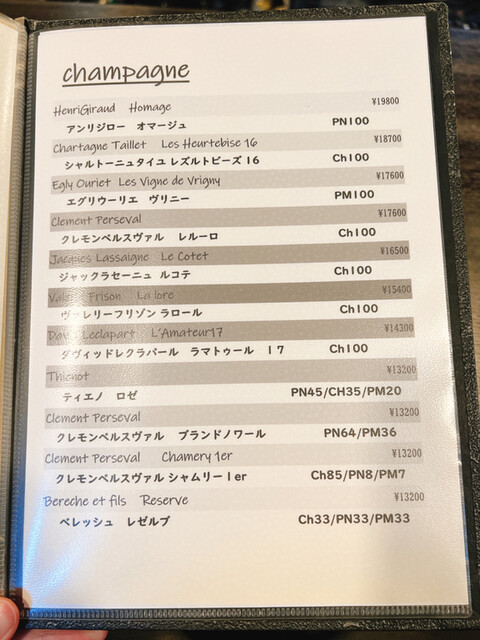 champagne
HenriGiraud Homage ¥19800
アンリジロー オマージュ PN100
Chartagne Taillet Les Heurtebise 16 ¥18700
シャルトーニュタイユ レズルトビーズ 16 Ch100
Egly Ouriet Les Vigne de Vrigny ¥17600
エグリウーリエ ヴリニー PM100
Clement Perseval ¥17600
クレモンペルスヴァル レルーロ Ch100
Jacques Lassaigne Le Cotet ¥16500
ジャックラセーニュ ルコテ Ch100
Frison La lore ¥15400
ヴァレリーフリゾン ラロール Ch100
David Leclapart L'Amateur17 ¥14300
ダヴィッドレクラパール ラマトゥール 17 Ch100
Thienot ¥13200
ティエノ ロゼ PN45/CH35/PM20
Clement Perseval ¥13200
クレモンペルスヴァル ブランドノワール PN64/PM36
Clement Perseval Chamery 1er ¥13200
クレモンペルスヴァル シャムリー1er Ch85/PN8/PM7
Bereche et fils Reserve ¥13200
ベレッシュ レゼルブ Ch33/PN33/PM33